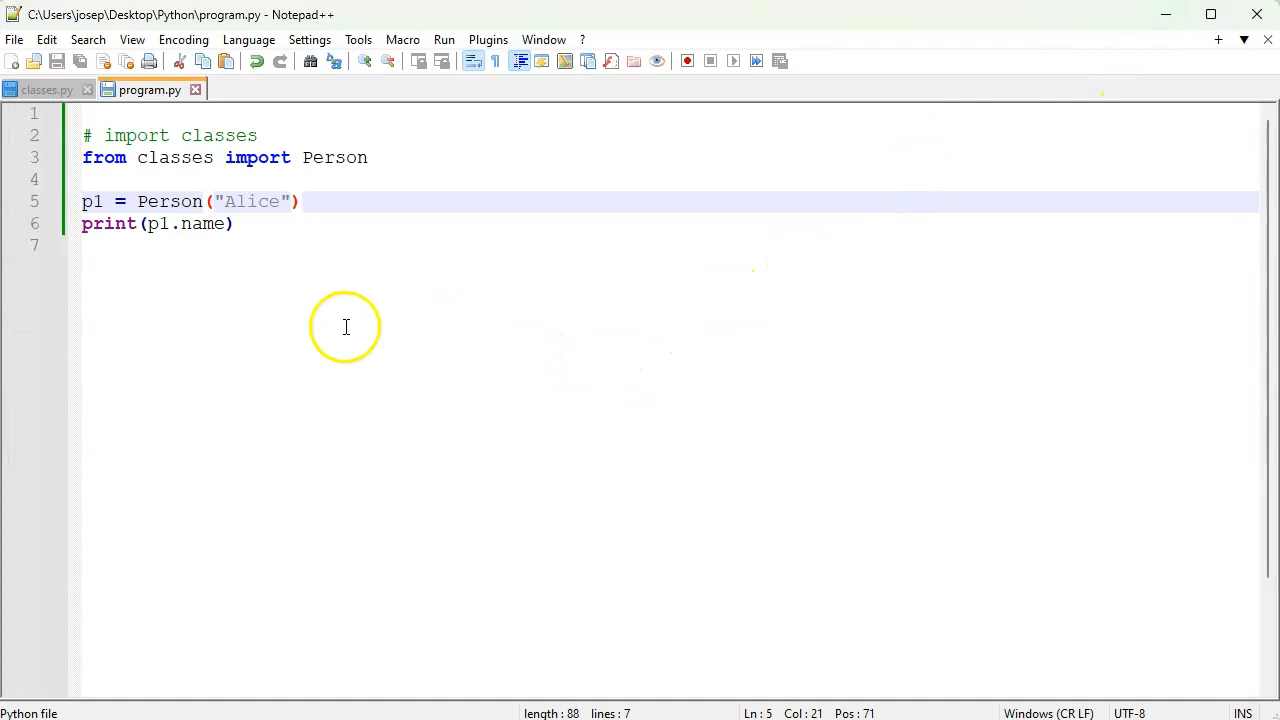 C:\Users\josep\Desktop\Python\program.py - Notepad++
File Edit Search View Encoding Language Settings Tools Macro Run Plugins Window ?
classes.py program.py
1
2 # import classes
3 from classes import Person
4
5 p1 = Person("Alice")
6 print(p1.name)
7
Python file length : 88 lines : 7 Ln : 5 Col : 21 Pos : 71 Windows (CR LF) UTF-8 INS